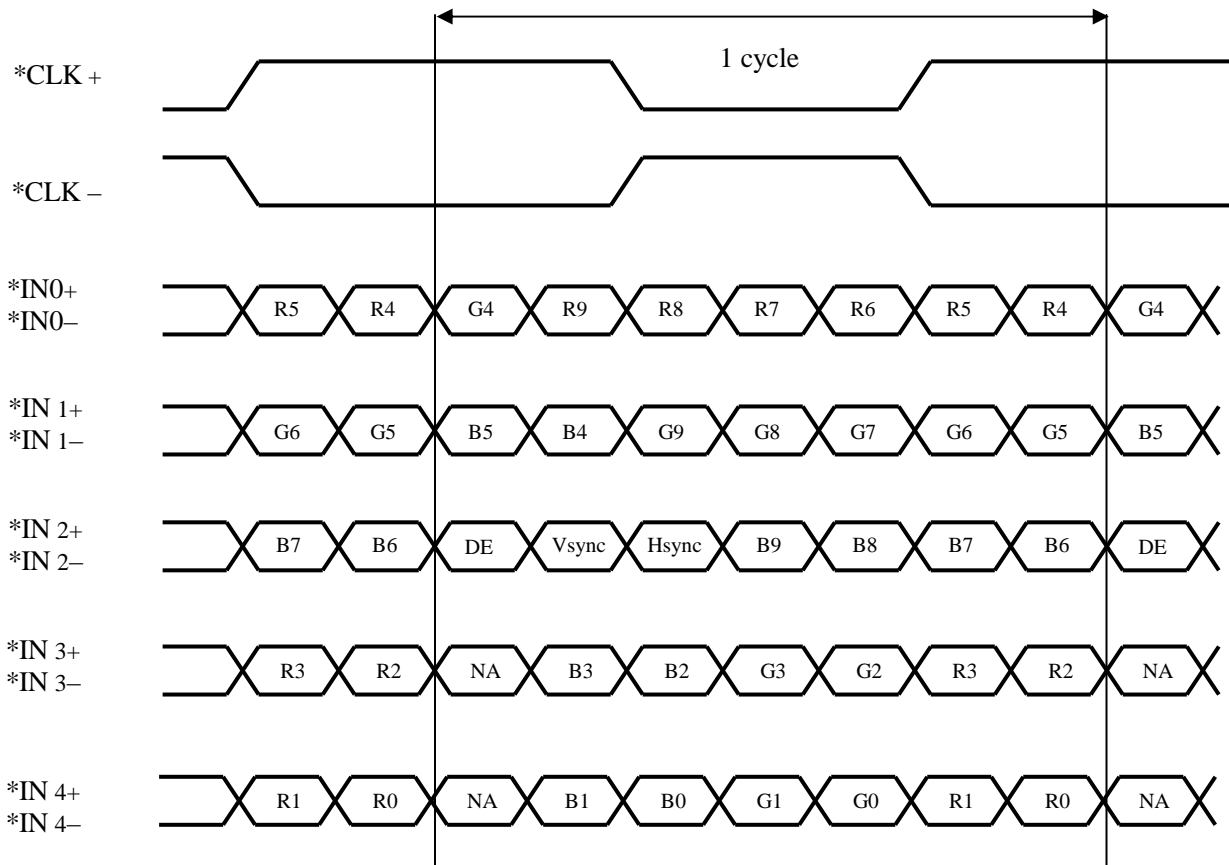 1 cycle
*CLK +
*CLK –
*IN0+
*IN0–
R5 R4 G4 R9 R8 R7 R6 R5 R4 G4
*IN 1+
*IN 1–
G6 G5 B5 B4 G9 G8 G7 G6 G5 B5
*IN 2+
*IN 2–
B7 B6 DE Vsync Hsync B9 B8 B7 B6 DE
*IN 3+
*IN 3–
R3 R2 NA B3 B2 G3 G2 R3 R2 NA
*IN 4+
*IN 4–
R1 R0 NA B1 B0 G1 G0 R1 R0 NA